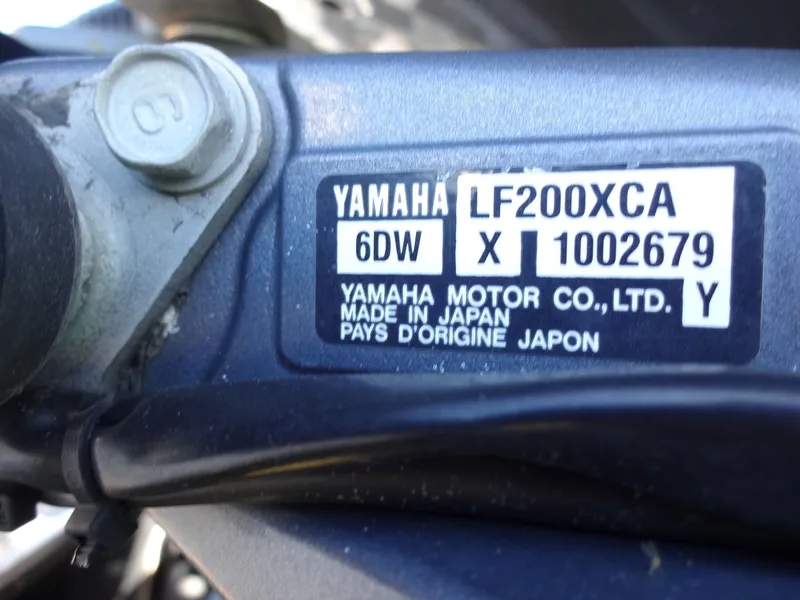 YAMAHA LF200XCA
6DW X 1002679
YAMAHA MOTOR CO., LTD. Y
MADE IN JAPAN
PAYS D'ORIGINE JAPON